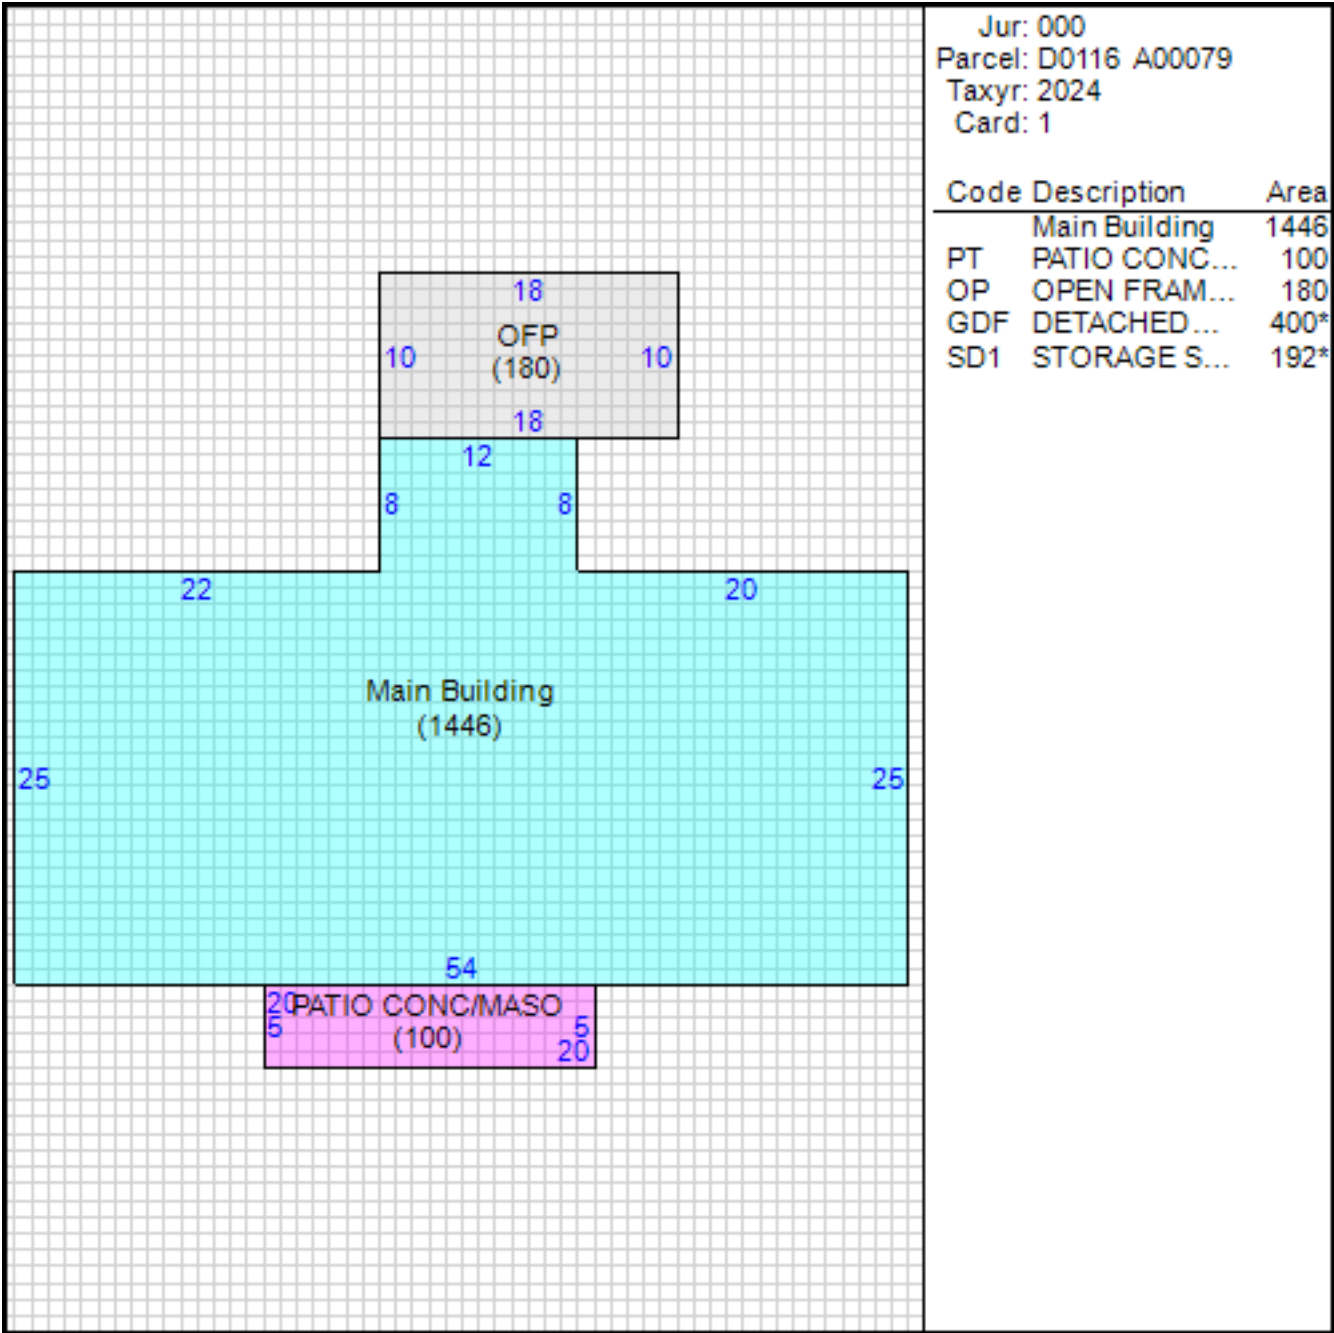 Jur: 000
Parcel: D0116 A00079
Taxyr: 2024
Card: 1
Code Description Area
Main Building 1446
PT PATIO CONC... 100
OP OPEN FRAM... 180
GDF DETACHED... 400*
SD1 STORAGE S... 192*
18
OFP
10 (180) 10
18
12
8 8
22 20
Main Building
(1446)
25 25
54
20 PATIO CONC/MASO
5 (100) 5
20